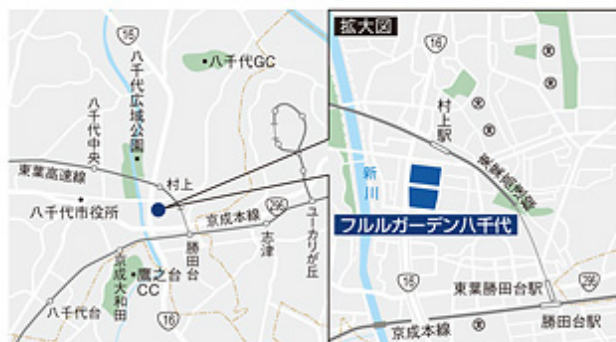 16
八千代GC
八千代広域公園
八千代中央
東葉高速線
村上
八千代市役所
京成本線
296
ユーカリが丘
志津
勝田台
京成大和田
鷹之台
CC
八千代台
16
拡大図
16
村上駅
新川
東葉高速線
フルルガーデン八千代
16
東葉勝田台駅
296
京成本線
勝田台駅